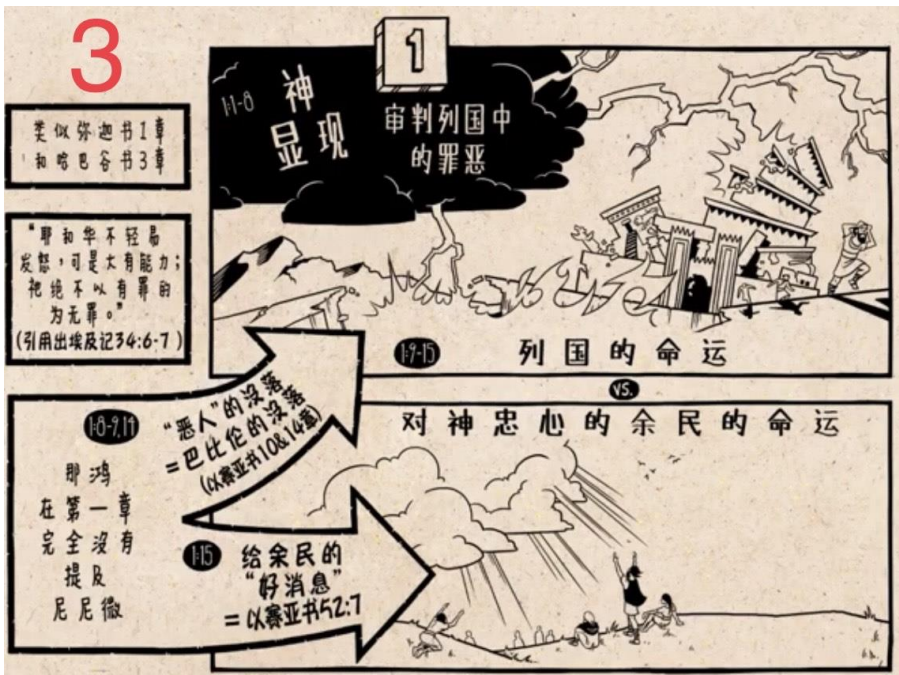 3
1
类似弥迦书1章
和哈巴谷书3章
1:1-8
神
显现
审判列国中
的罪恶
"耶和华不轻易
发怒，可是大有能力；
祂绝不以有罪的
为无罪。"
(引用出埃及记34:6-7)
1:9-15
列国的命运
VS.
对神忠心的余民的命运
1:8-9,14
那鸿
在第一章
完全没有
提及
尼尼微
"恶人"的没落
=巴比伦的没落
(以赛亚书10&14章)
1:15
给余民的
"好消息"
=以赛亚书52:7